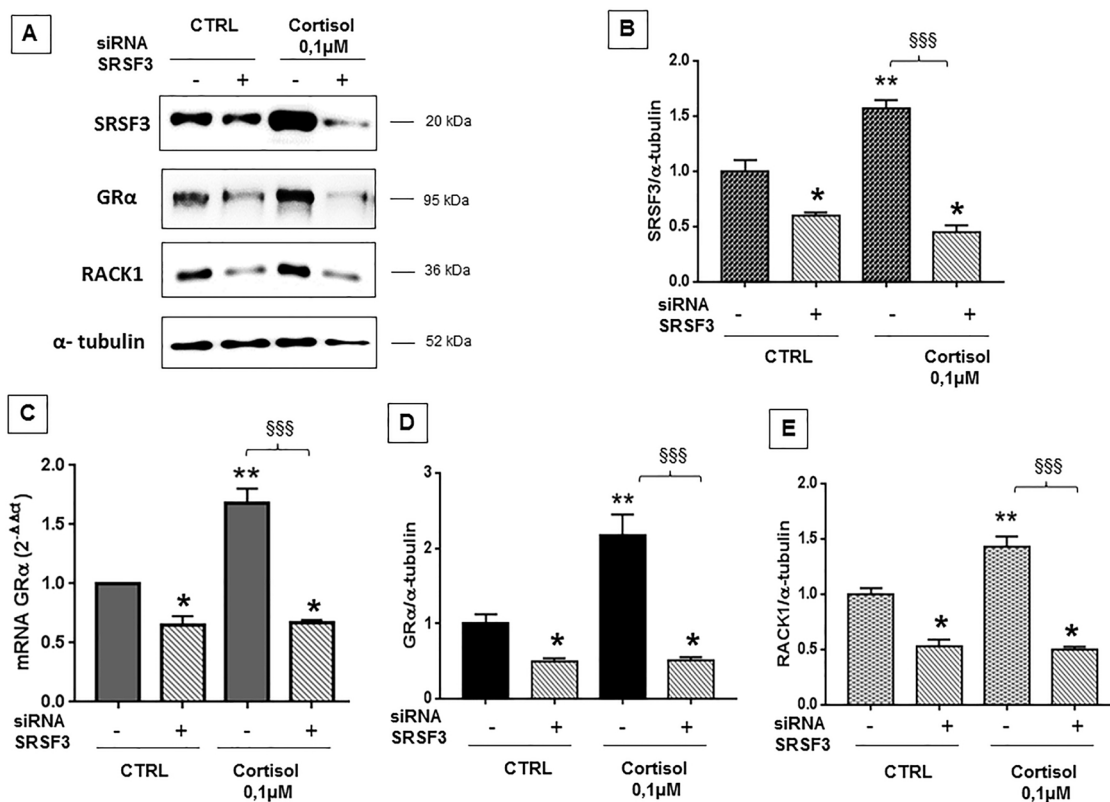 A
siRNA
SRSF3
CTRL
Cortisol
0,1µM
- + - +
SRSF3
20 kDa
GRα
95 kDa
RACK1
36 kDa
α- tubulin
52 kDa
B
SRSF3/α-tubulin
2.0
1.5
1.0
0.5
0.0
*
**
§§§
*
siRNA
SRSF3
- + - +
CTRL
Cortisol
0,1µM
C
mRNA GRα (2^-ΔΔct)
2.0
1.5
1.0
0.5
0.0
*
**
§§§
*
siRNA
SRSF3
- + - +
CTRL
Cortisol
0,1µM
D
GRα/α-tubulin
3
2
1
0
*
**
§§§
*
siRNA
SRSF3
- + - +
CTRL
Cortisol
0,1µM
E
RACK1/α-tubulin
2.0
1.5
1.0
0.5
0.0
*
**
§§§
*
siRNA
SRSF3
- + - +
CTRL
Cortisol
0,1µM